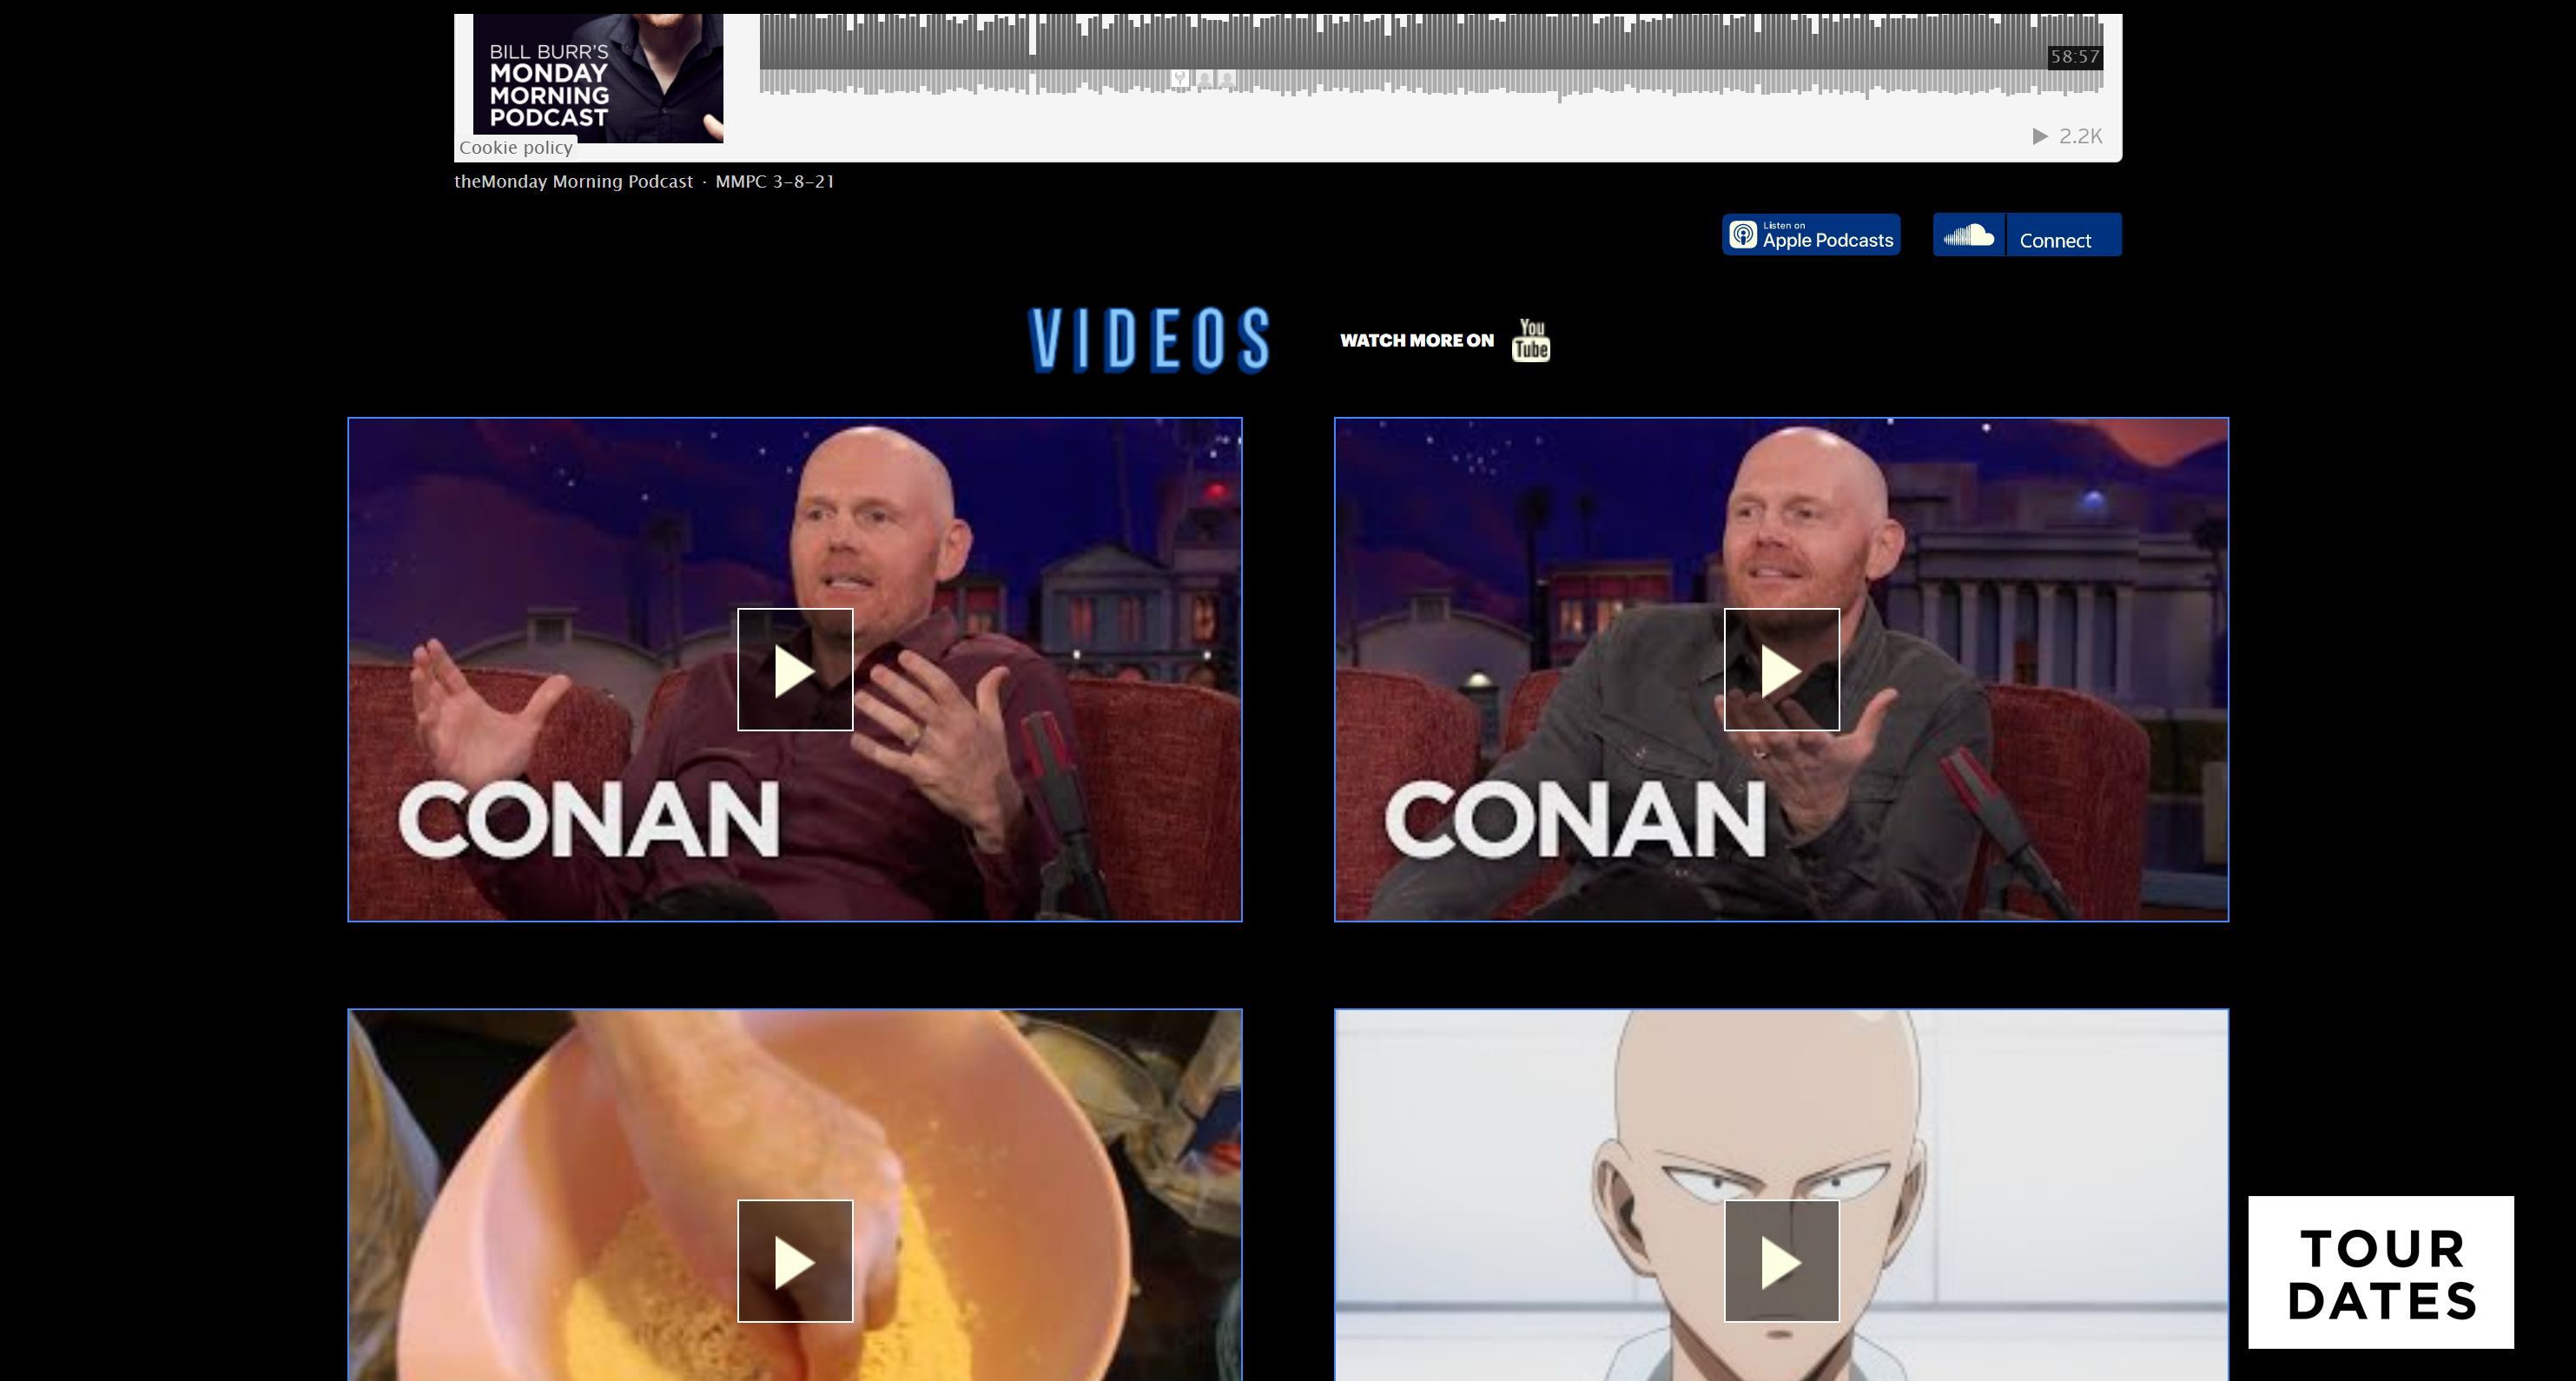 BILL BURR'S
MONDAY
MORNING
PODCAST
58:57
2.2K
Cookie policy
theMonday Morning Podcast · MMPC 3-8-21
Listen on
Apple Podcasts
Connect
VIDEOS
WATCH MORE ON
You
Tube
CONAN
CONAN
TOUR
DATES